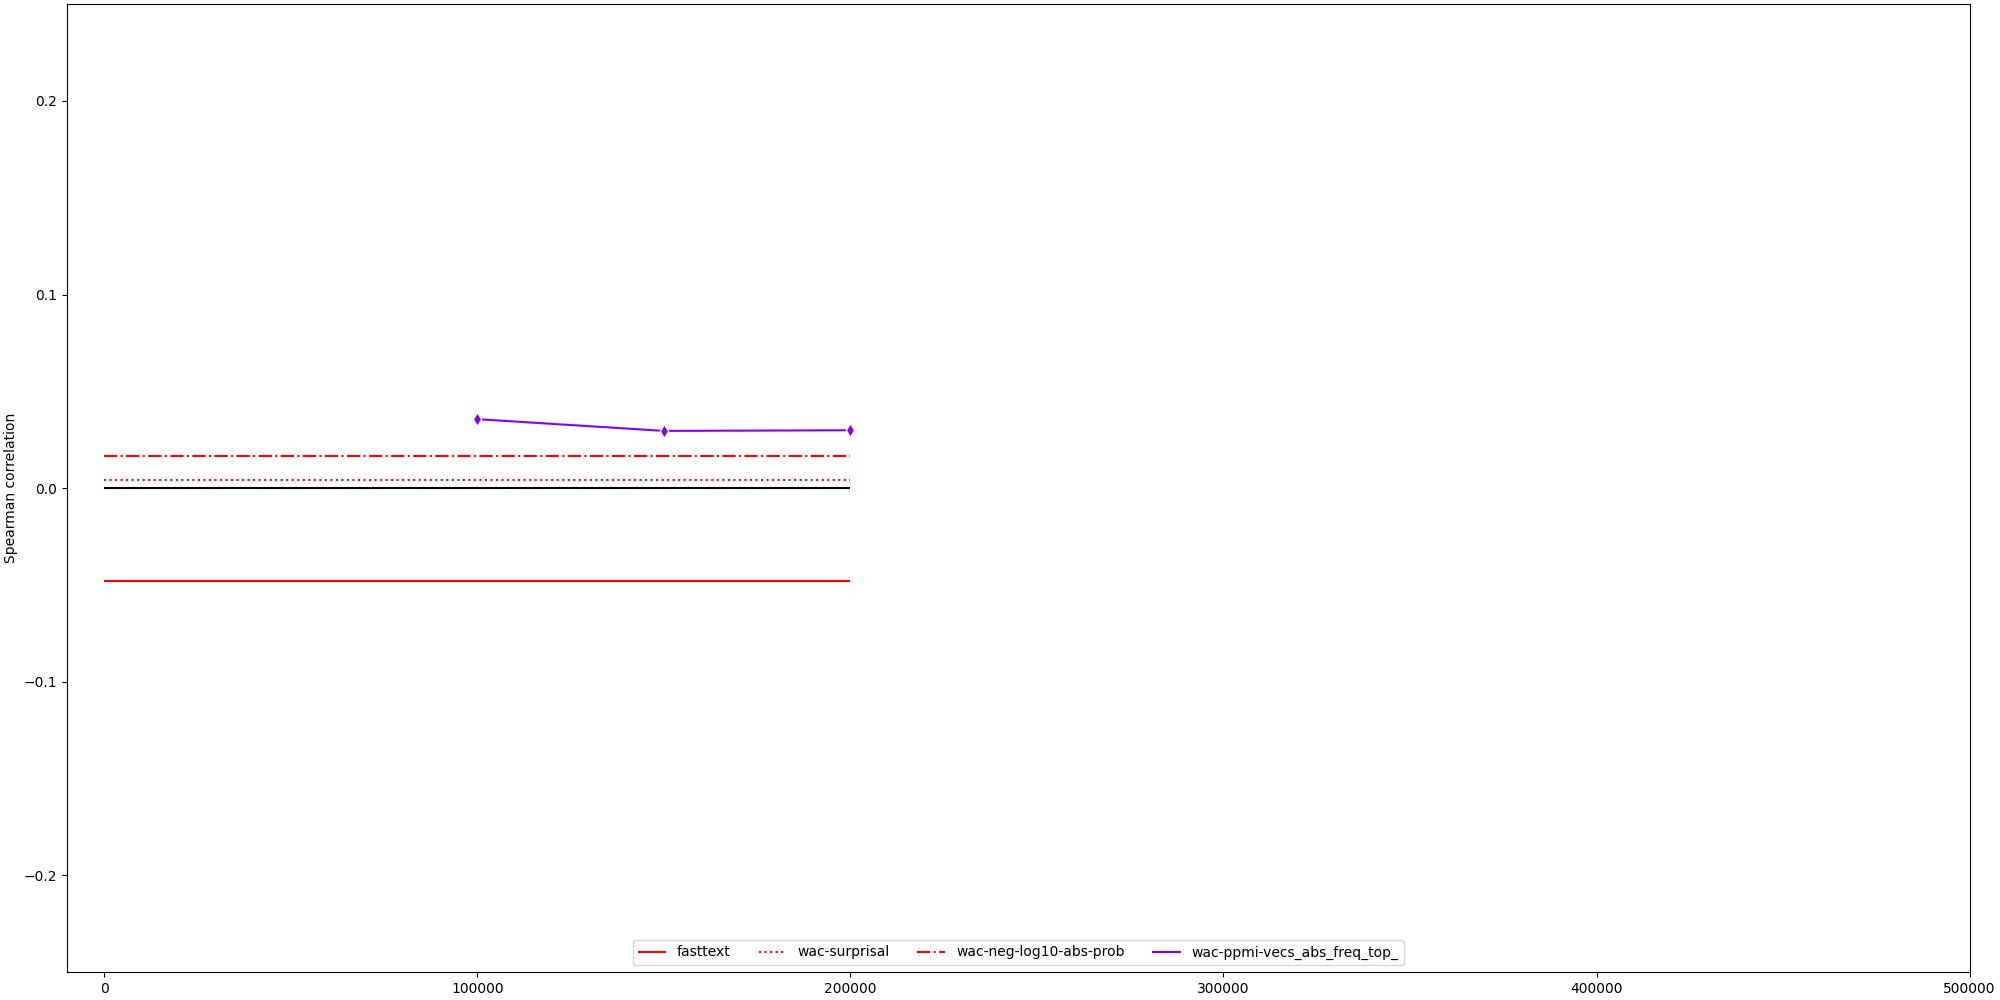 0.2
0.1
0.0
−0.1
−0.2
Spearman correlation
fasttext wac-surprisal wac-neg-log10-abs-prob wac-ppmi-vecs_abs_freq_top_
0 100000 200000 300000 400000 500000